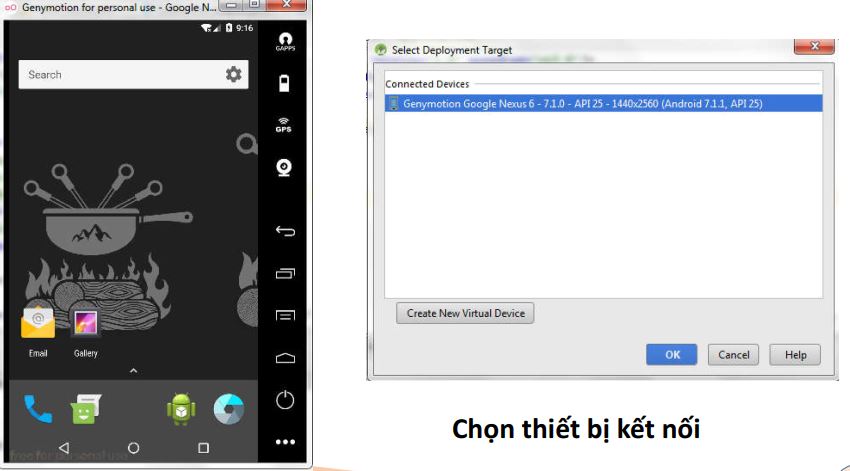 Genymotion for personal use - Google N...
9:16
Search
GAPPS
GPS
Email
Gallery
free for personal use
Select Deployment Target
Connected Devices
Genymotion Google Nexus 6 - 7.1.0 - API 25 - 1440x2560 (Android 7.1.1, API 25)
Create New Virtual Device
OK
Cancel
Help
Chọn thiết bị kết nối